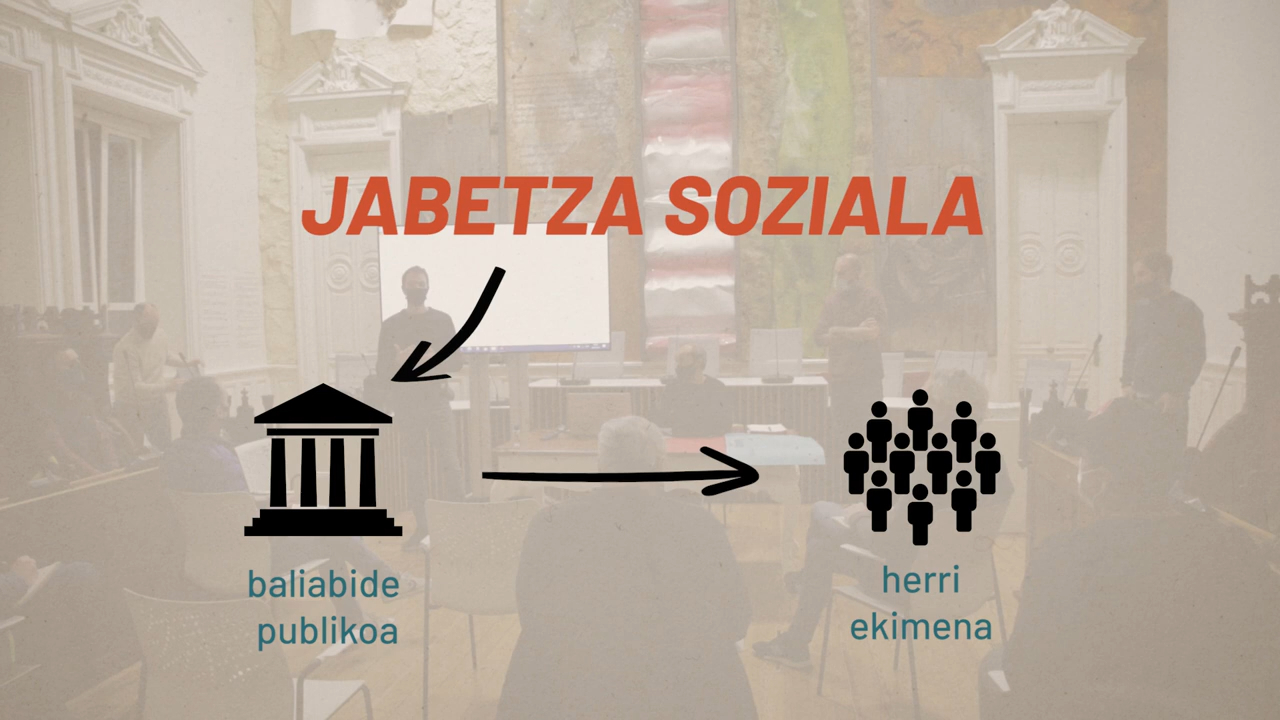 JABETZA SOZIALA
baliabide
publikoa
herri
ekimena